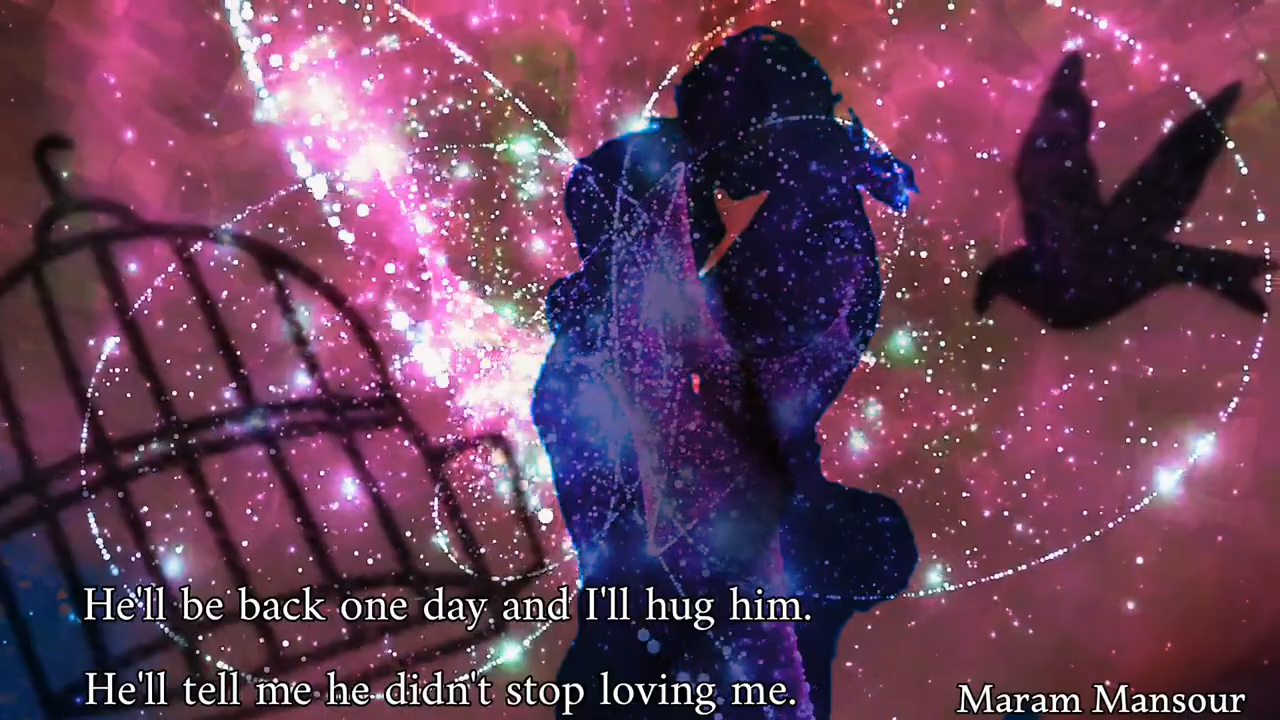 He'll be back one day and I'll hug him.
He'll tell me he didn't stop loving me.
Maram Mansour